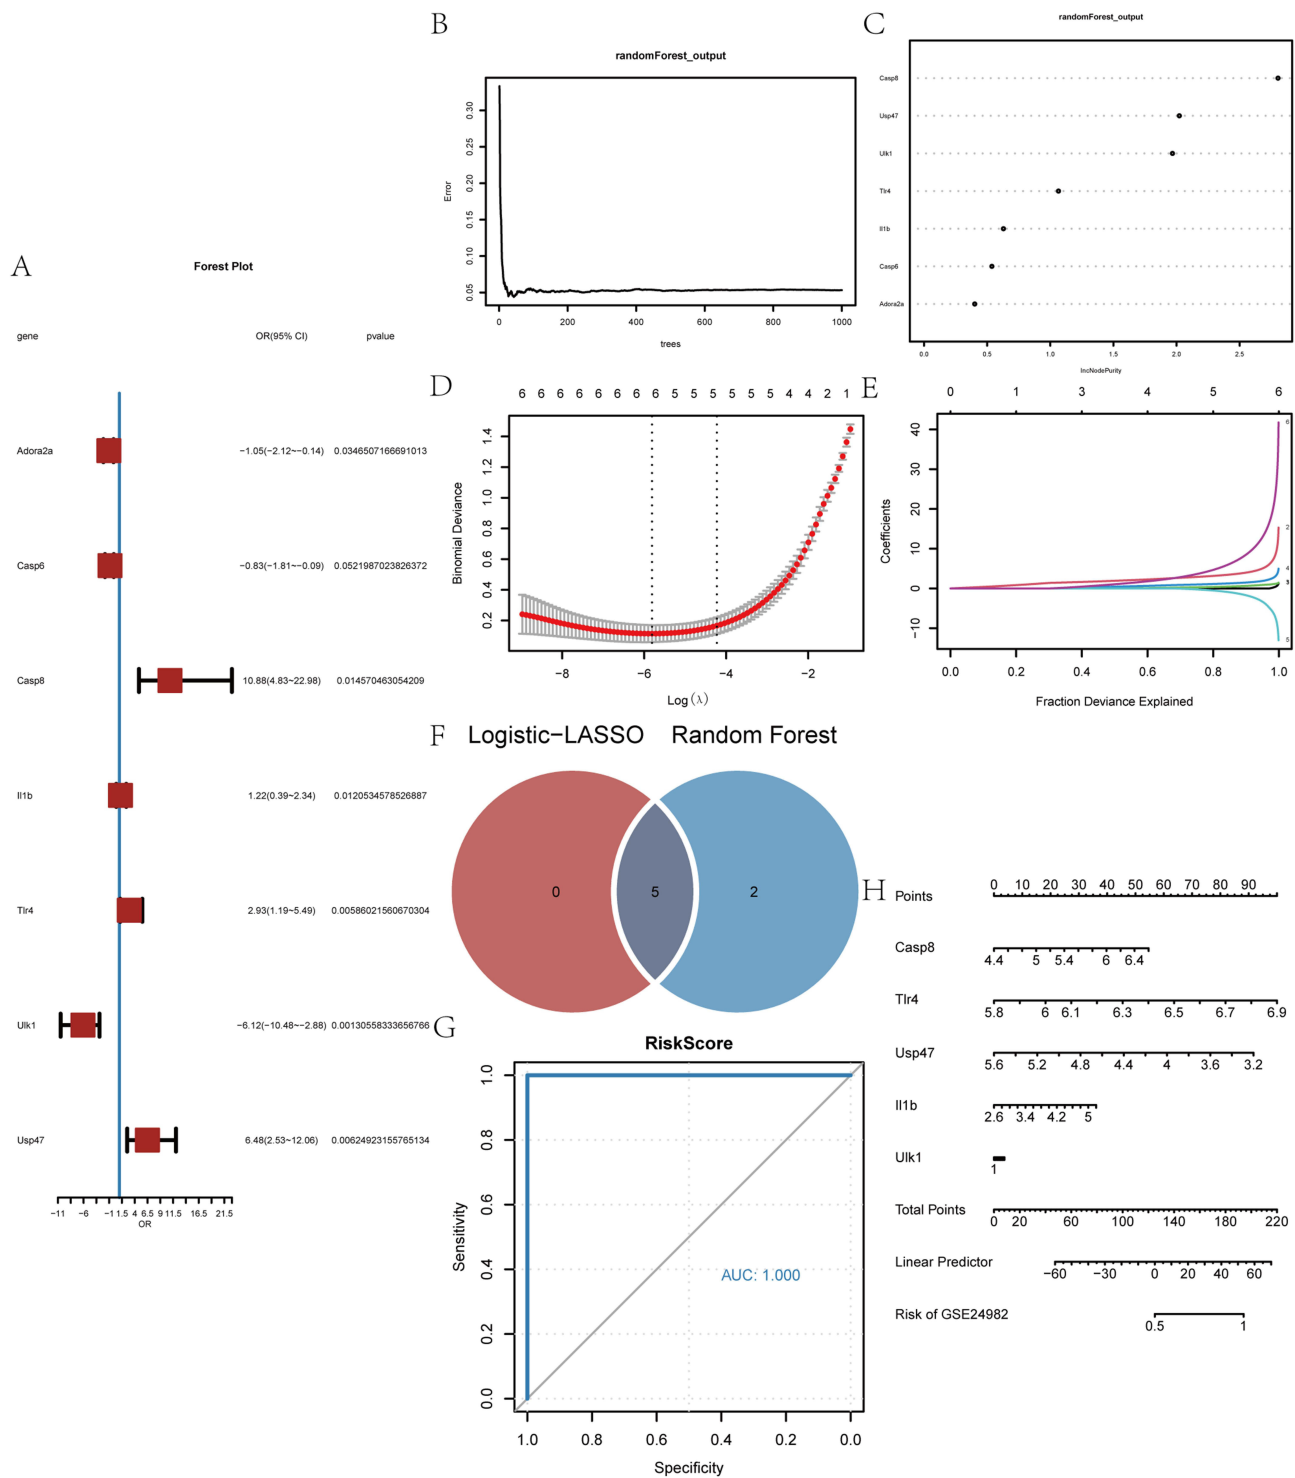 A
Forest Plot
gene OR(95% CI) pvalue
Adora2a −1.05(−2.12~−0.14) 0.0346507166691013
Casp6 −0.83(−1.81~−0.09) 0.0521987023826372
Casp8 10.88(4.83~22.98) 0.014570463054209
Il1b 1.22(0.39~2.34) 0.0120534578526887
Tlr4 2.93(1.19~5.49) 0.00586021560670304
Ulk1 −6.12(−10.48~−2.88) 0.00130558333656766
Usp47 6.48(2.53~12.06) 0.00624923155765134
−11 −6 −1 1.5 4 6.5 9 11.5 16.5 21.5
OR
B
randomForest_output
Error
0.30
0.25
0.20
0.15
0.10
0.05
0 200 400 600 800 1000
trees
C
randomForest_output
Casp8
Usp47
Ulk1
Tlr4
Il1b
Casp6
Adora2a
0.0 0.5 1.0 1.5 2.0 2.5
IncNodePurity
D
6 6 6 6 6 6 6 6 5 5 5 5 5 5 4 4 2 1
Binomial Deviance
1.4
1.2
1.0
0.8
0.6
0.4
0.2
−8 −6 −4 −2
Log(λ)
E
0 1 3 4 5 6
Coefficients
40
30
20
10
0
−10
6
2
4
3
5
0.0 0.2 0.4 0.6 0.8 1.0
Fraction Deviance Explained
F
Logistic−LASSO Random Forest
0 5 2
G
RiskScore
Sensitivity
1.0
0.8
0.6
0.4
0.2
0.0
AUC: 1.000
1.0 0.8 0.6 0.4 0.2 0.0
Specificity
H
Points 0 10 20 30 40 50 60 70 80 90
Casp8
4.4 5 5.4 6 6.4
Tlr4
5.8 6 6.1 6.3 6.5 6.7 6.9
Usp47
5.6 5.2 4.8 4.4 4 3.6 3.2
Il1b
2.6 3.4 4.2 5
Ulk1
1
Total Points
0 20 60 100 140 180 220
Linear Predictor
−60 −30 0 20 40 60
Risk of GSE24982
0.5 1